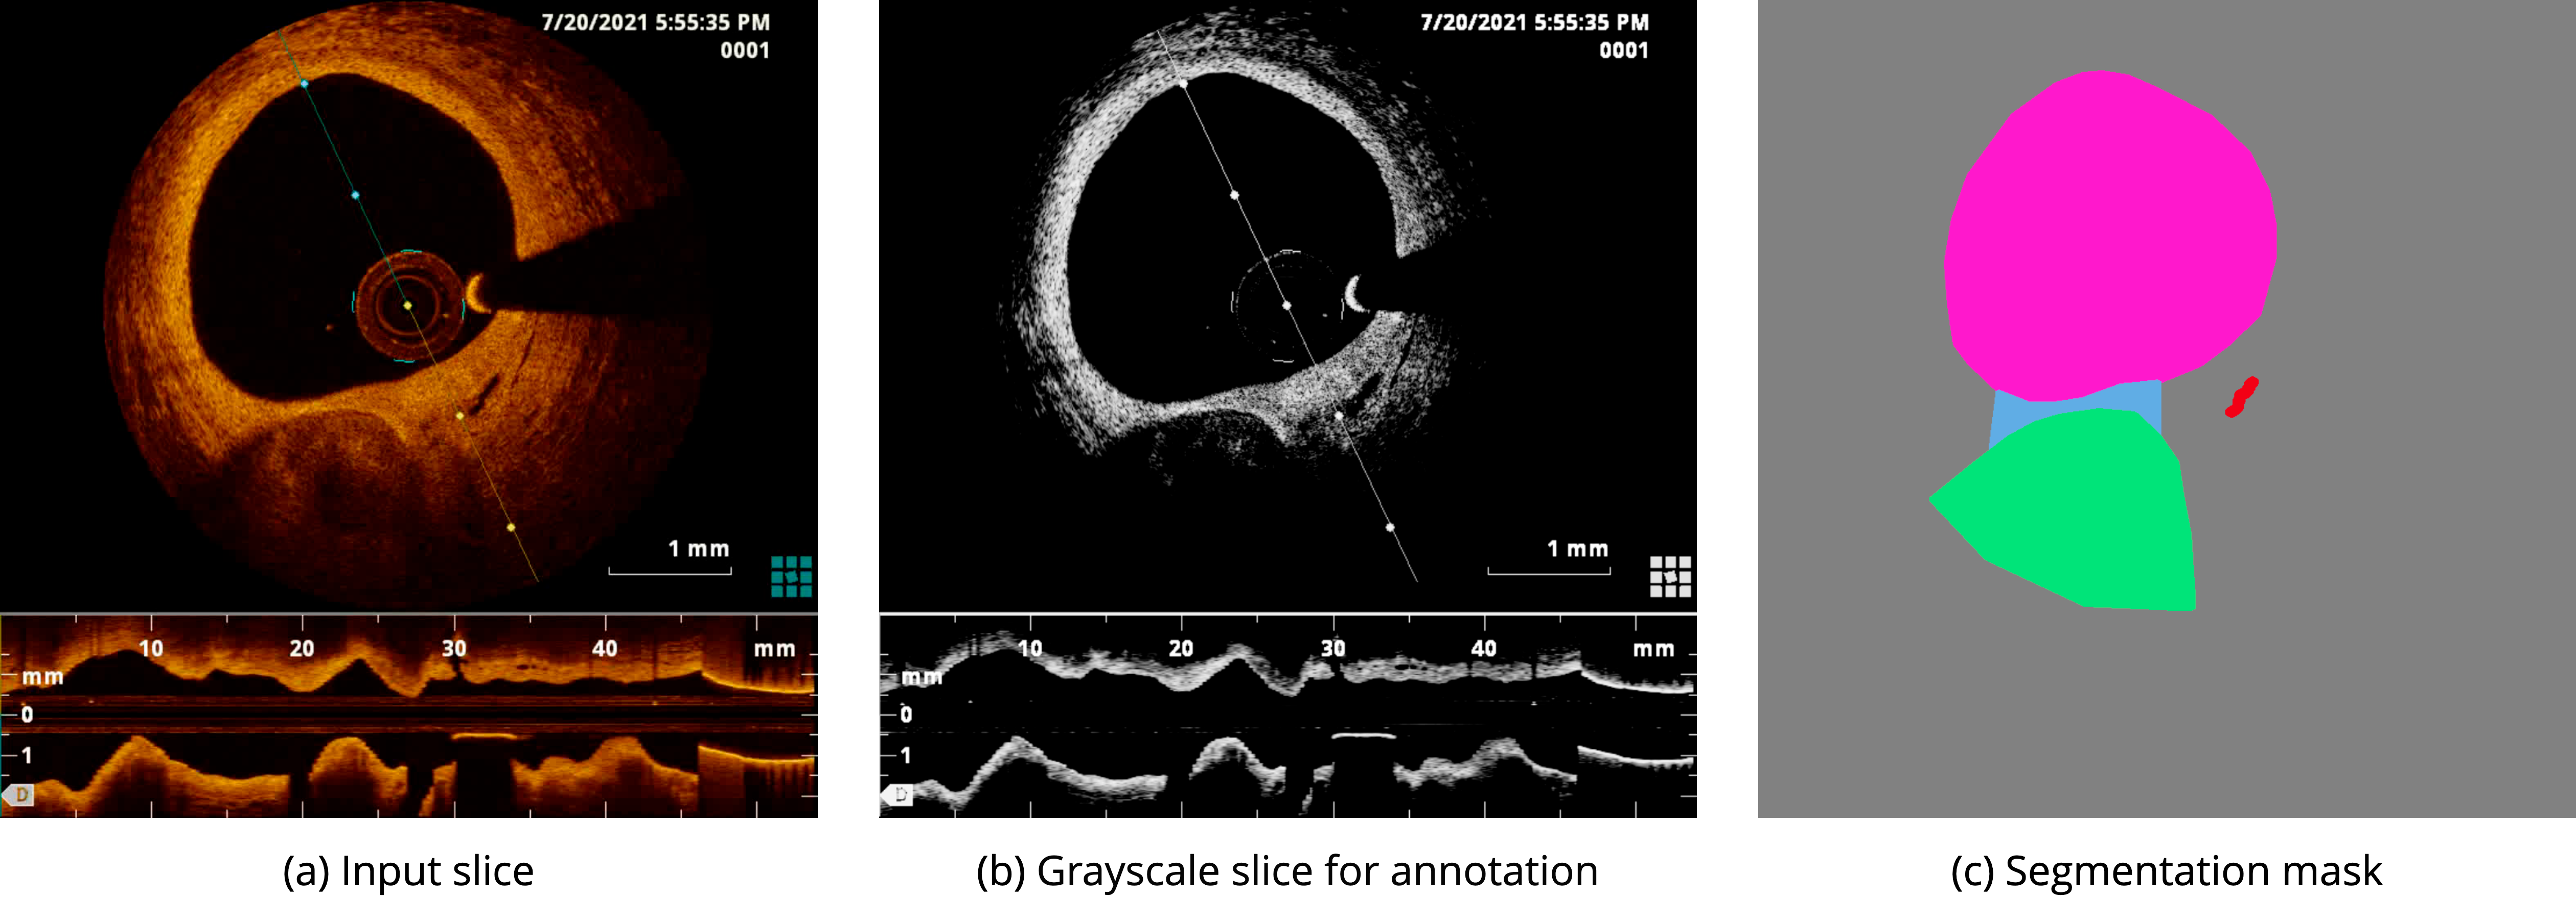 7/20/2021 5:55:35 PM
0001
1 mm
10 20 30 40 mm
mm
0
1
D
7/20/2021 5:55:35 PM
0001
1 mm
10 20 30 40 mm
mm
0
1
D
(a) Input slice
(b) Grayscale slice for annotation
(c) Segmentation mask